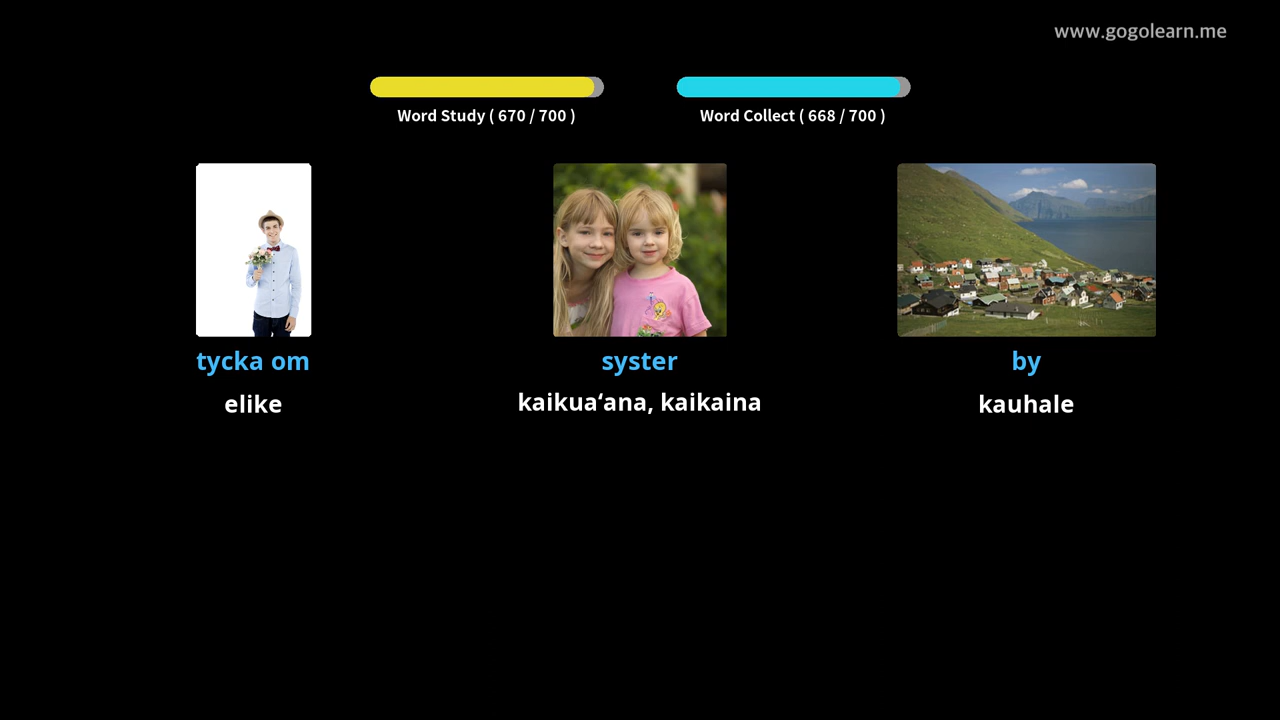 www.gogolearn.me
Word Study ( 670 / 700 )
Word Collect ( 668 / 700 )
tycka om
syster
by
elike
kaikuaʻana, kaikaina
kauhale